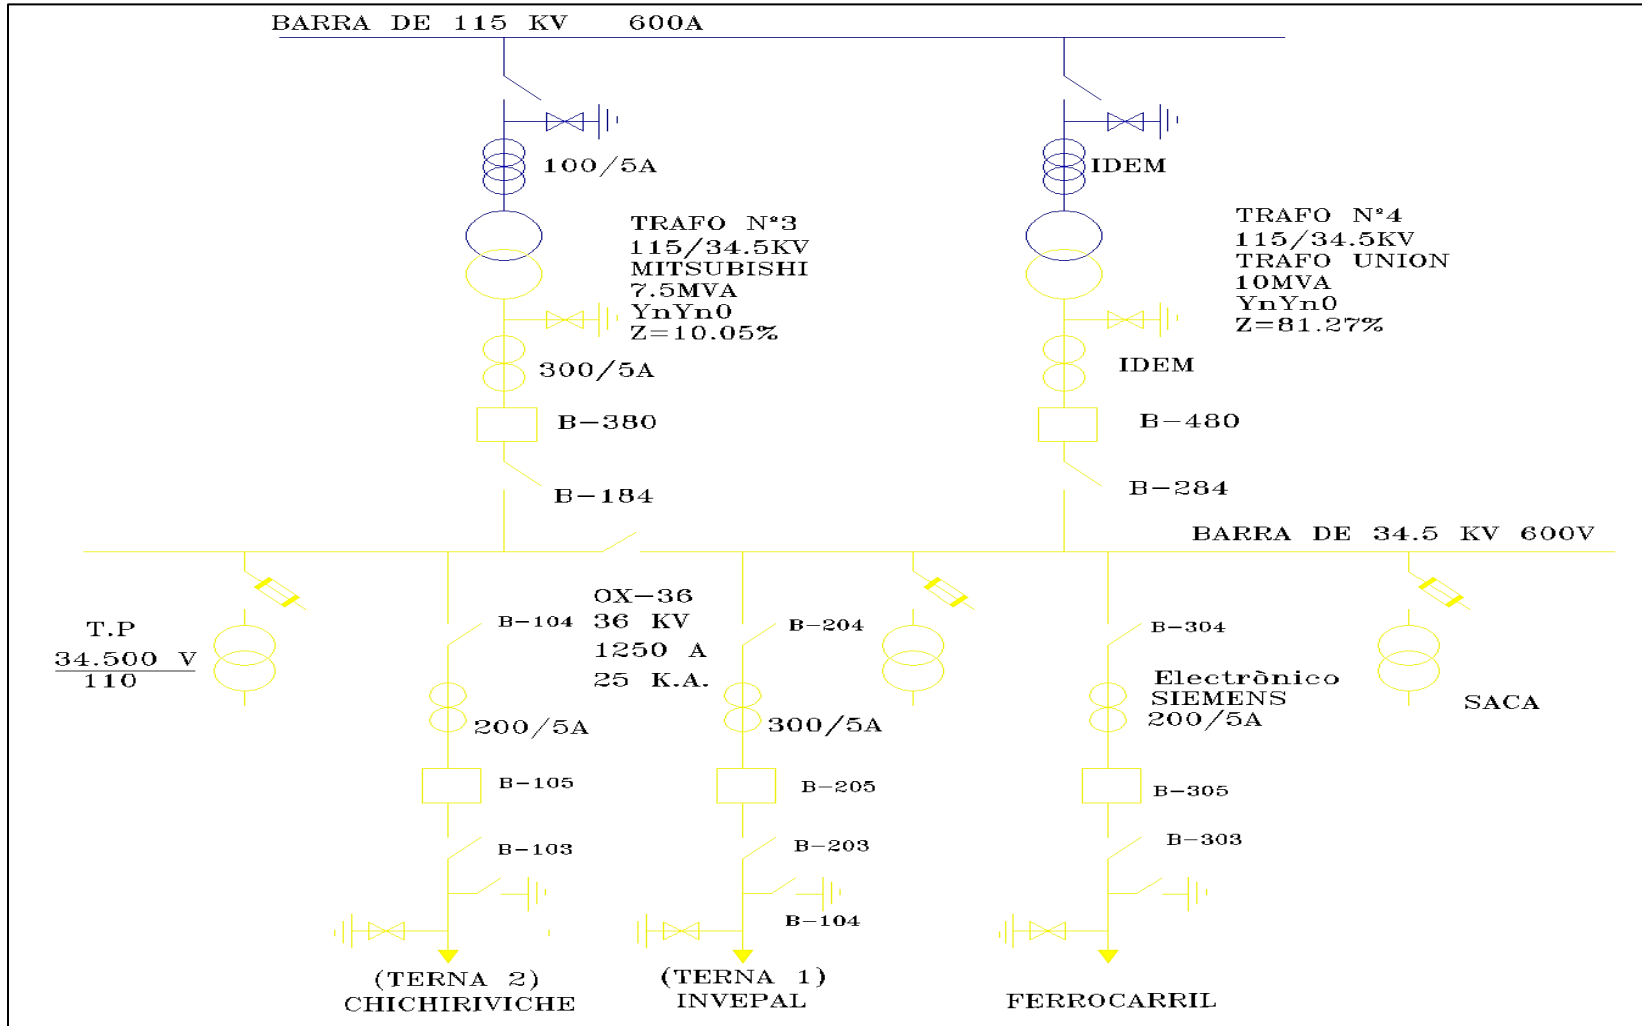 BARRA DE 115 KV 600A
100/5A
IDEM
TRAFO Nº3
115/34.5KV
MITSUBISHI
7.5MVA
YnYn0
Z=10.05%
TRAFO Nº4
115/34.5KV
TRAFO UNION
10MVA
YnYn0
Z=81.27%
300/5A
IDEM
B-380
B-480
B-184
B-284
BARRA DE 34.5 KV 600V
T.P
34.500 V
110
B-104
OX-36
36 KV
1250 A
25 K.A.
B-204
B-304
Electrònico
SIEMENS
200/5A
SACA
200/5A
300/5A
B-105
B-205
B-305
B-103
B-203
B-303
B-104
(TERNA 2)
CHICHIRIVICHE
(TERNA 1)
INVEPAL
FERROCARRIL